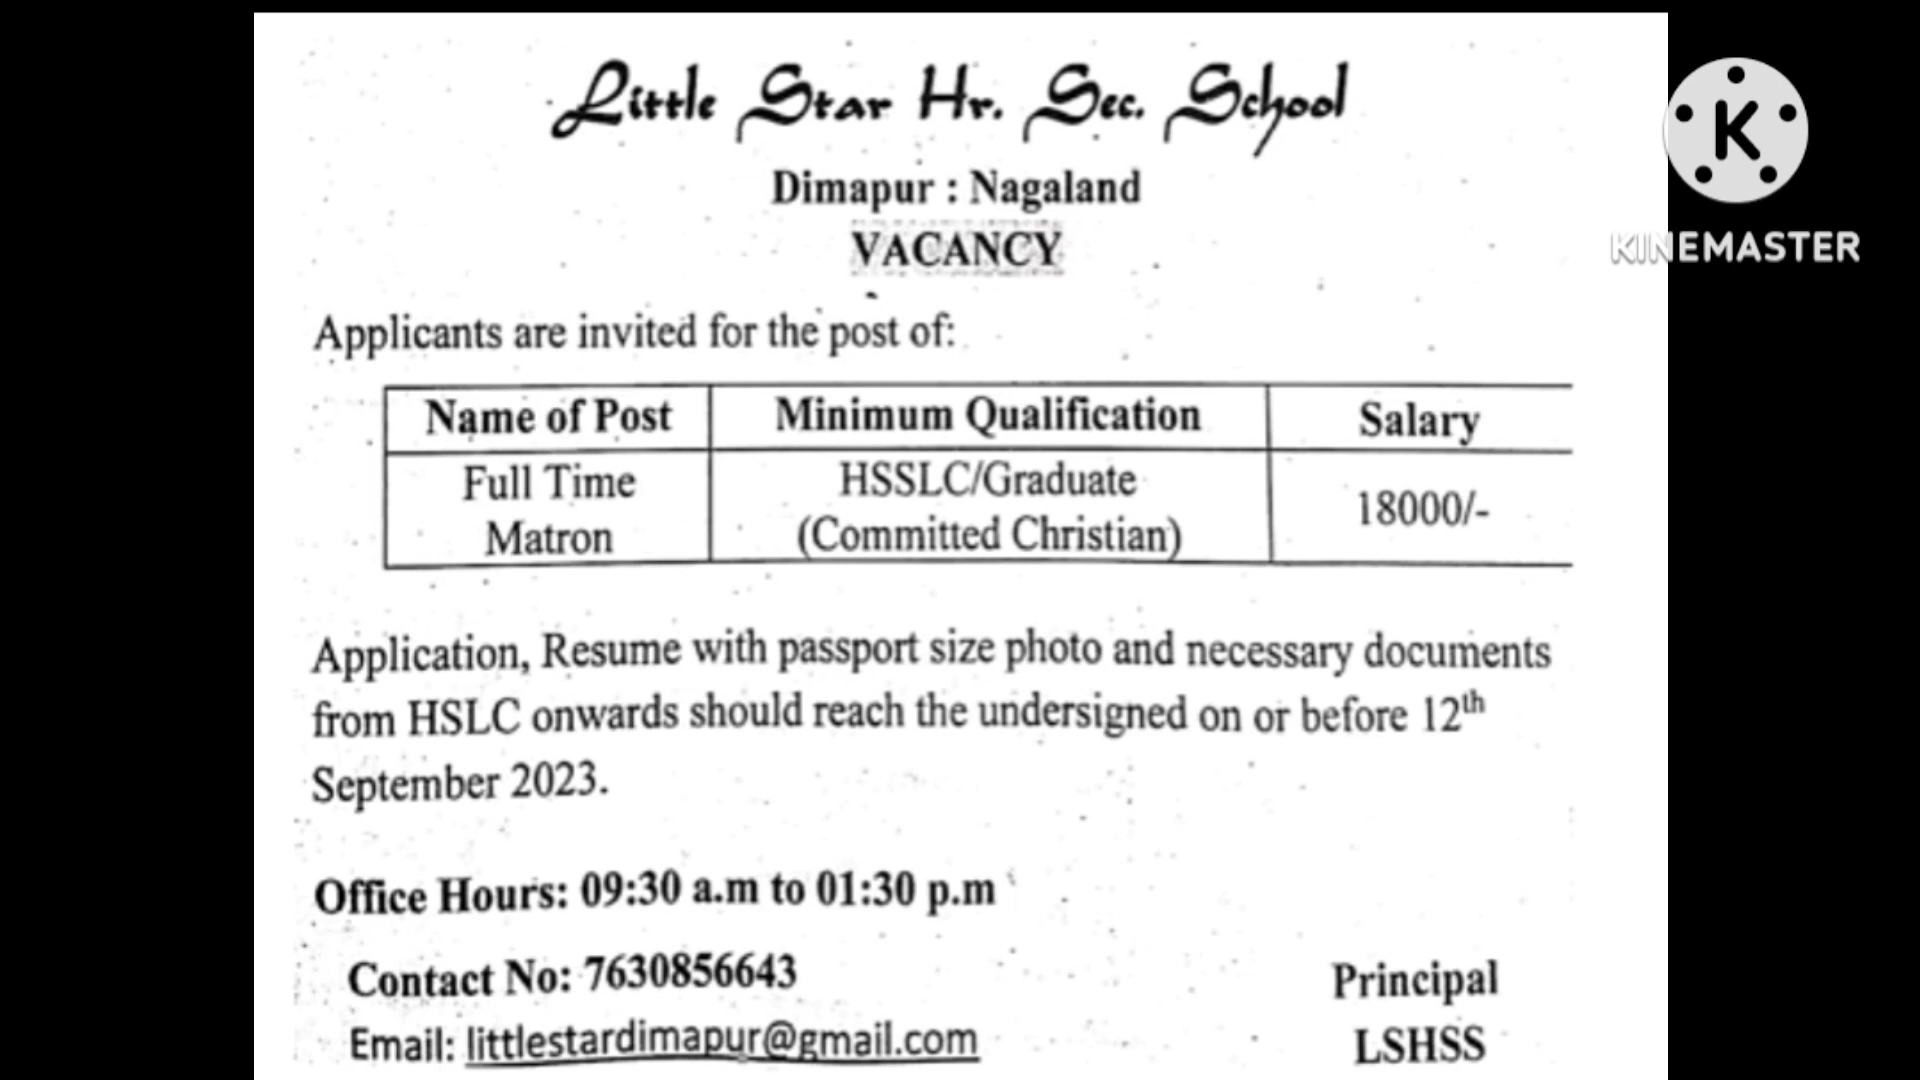 Little Star Hr. Sec. School
Dimapur : Nagaland
VACANCY
Applicants are invited for the post of:
Name of Post Minimum Qualification Salary
Full Time Matron HSSLC/Graduate (Committed Christian) 18000/-
Application, Resume with passport size photo and necessary documents
from HSLC onwards should reach the undersigned on or before 12th
September 2023.
Office Hours: 09:30 a.m to 01:30 p.m
Contact No: 7630856643
Email: littlestardimapur@gmail.com
Principal
LSHSS
K
KINEMASTER